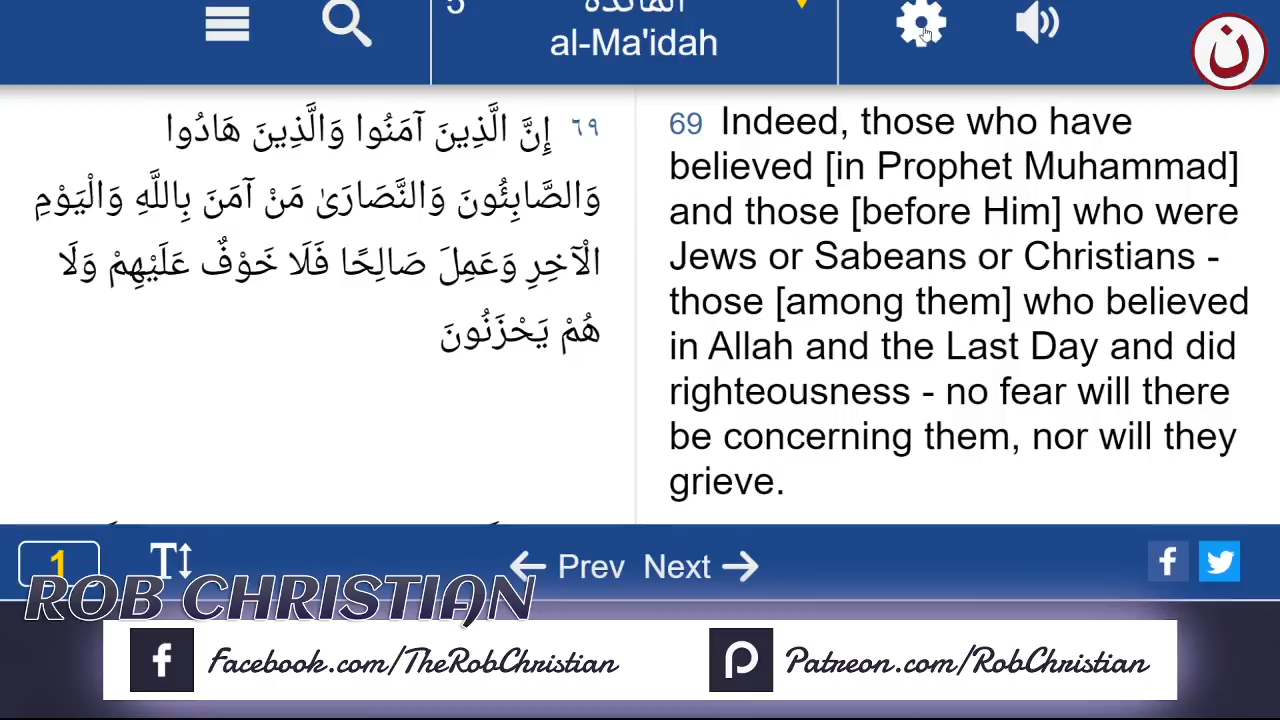 5
المائدة
al-Ma'idah
ن
٦٩ إِنَّ الَّذِينَ آمَنُوا وَالَّذِينَ هَادُوا
وَالصَّابِئُونَ وَالنَّصَارَىٰ مَنْ آمَنَ بِاللَّهِ وَالْيَوْمِ
الْآخِرِ وَعَمِلَ صَالِحًا فَلَا خَوْفٌ عَلَيْهِمْ وَلَا
هُمْ يَحْزَنُونَ
69 Indeed, those who have
believed [in Prophet Muhammad]
and those [before Him] who were
Jews or Sabeans or Christians -
those [among them] who believed
in Allah and the Last Day and did
righteousness - no fear will there
be concerning them, nor will they
grieve.
1
T
Prev Next
ROB CHRISTIAN
Facebook.com/TheRobChristian
Patreon.com/RobChristian